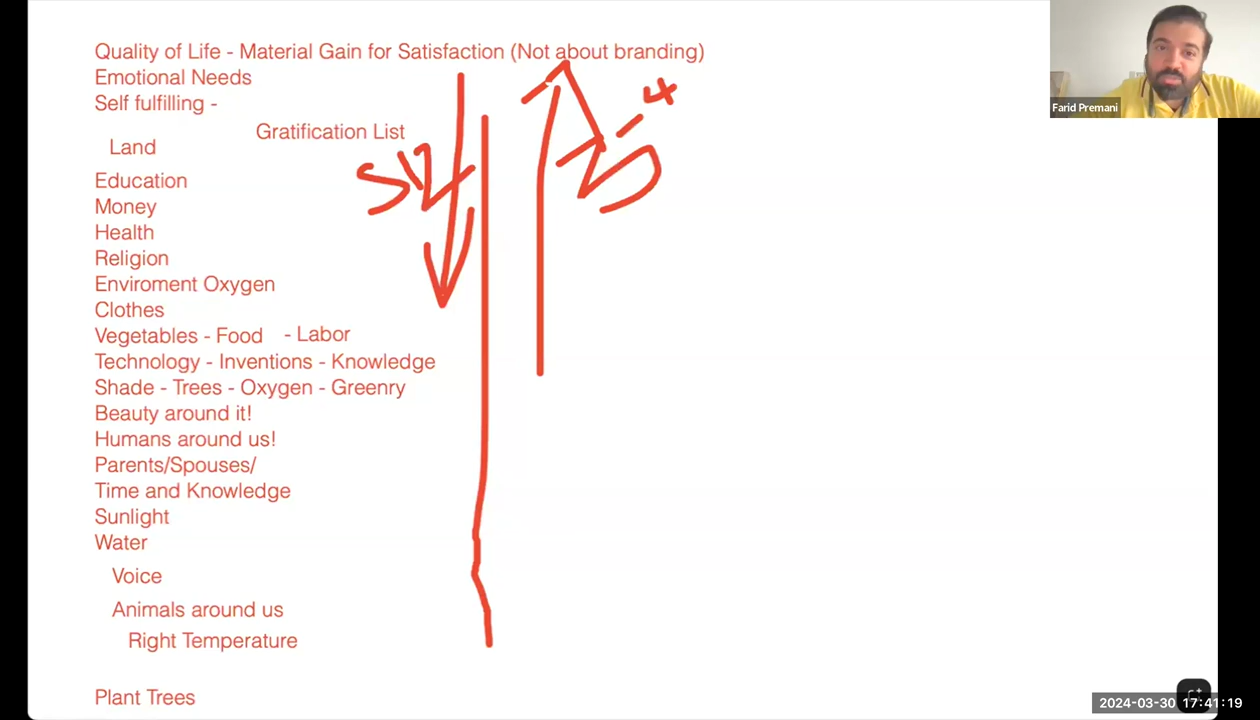 Quality of Life - Material Gain for Satisfaction (Not about branding)
Emotional Needs
Self fulfilling -
Gratification List
Land
Education
Money
Health
Religion
Enviroment Oxygen
Clothes
Vegetables - Food - Labor
Technology - Inventions - Knowledge
Shade - Trees - Oxygen - Greenry
Beauty around it!
Humans around us!
Parents/Spouses/
Time and Knowledge
Sunlight
Water
Voice
Animals around us
Right Temperature
Plant Trees
Farid Premani
2024-03-30 17:41:19